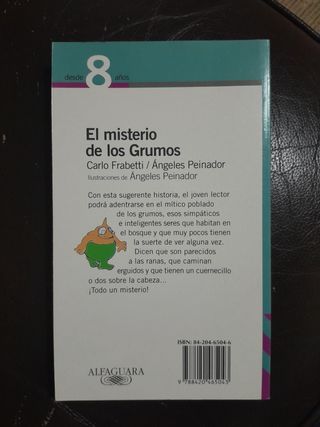 desde 8 años
El misterio
de los Grumos
Carlo Frabetti / Ángeles Peinador
Ilustraciones de Ángeles Peinador
Con esta sugerente historia, el joven lector
podrá adentrarse en el mítico poblado
de los grumos, esos simpáticos
e inteligentes seres que habitan en
el bosque y que muy pocos tienen
la suerte de ver alguna vez.
Dicen que son parecidos
a las ranas, que caminan
erguidos y que tienen un cuernecillo
o dos sobre la cabeza...
¡Todo un misterio!
ISBN: 84-204-6504-6
ALFAGUARA
9 788420 465043